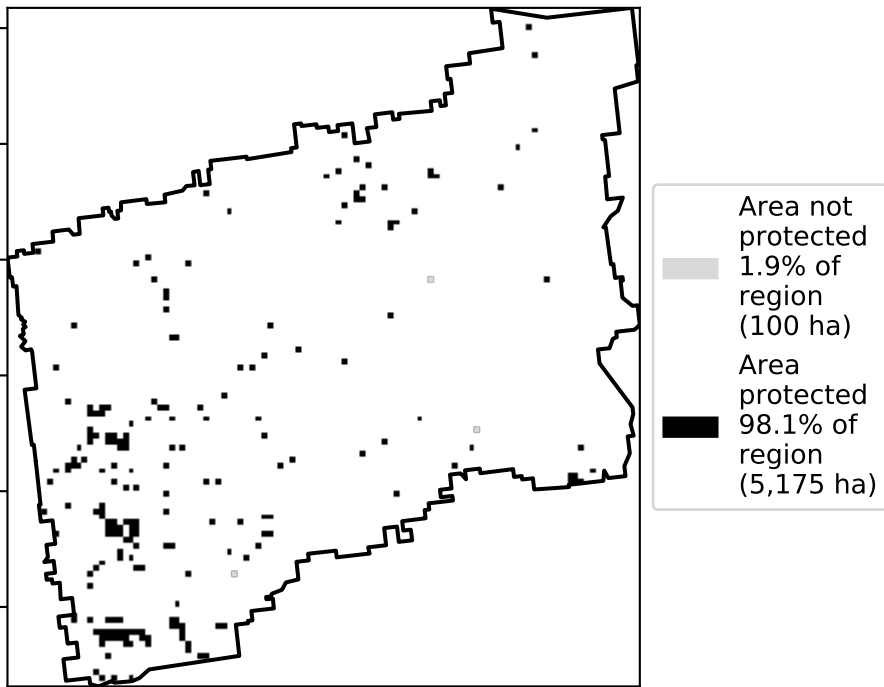 Area not
protected
1.9% of
region
(100 ha)
Area
protected
98.1% of
region
(5,175 ha)